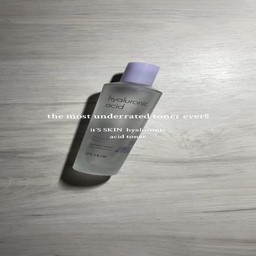 hyaluronic
acid
the most underrated toner ever!!
it'S SKIN hyaluronic
acid toner